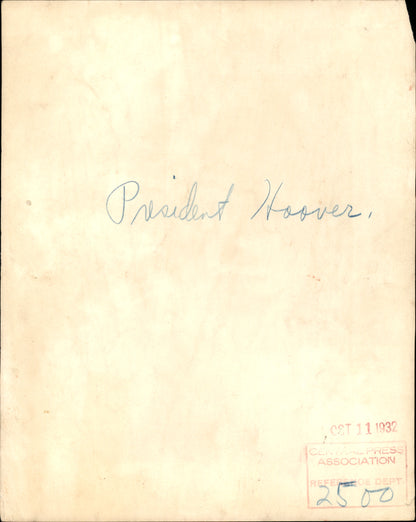 President Hoover.
OCT 11 1932
CENTRAL PRESS
ASSOCIATION
REFERENCE DEPT.
2500